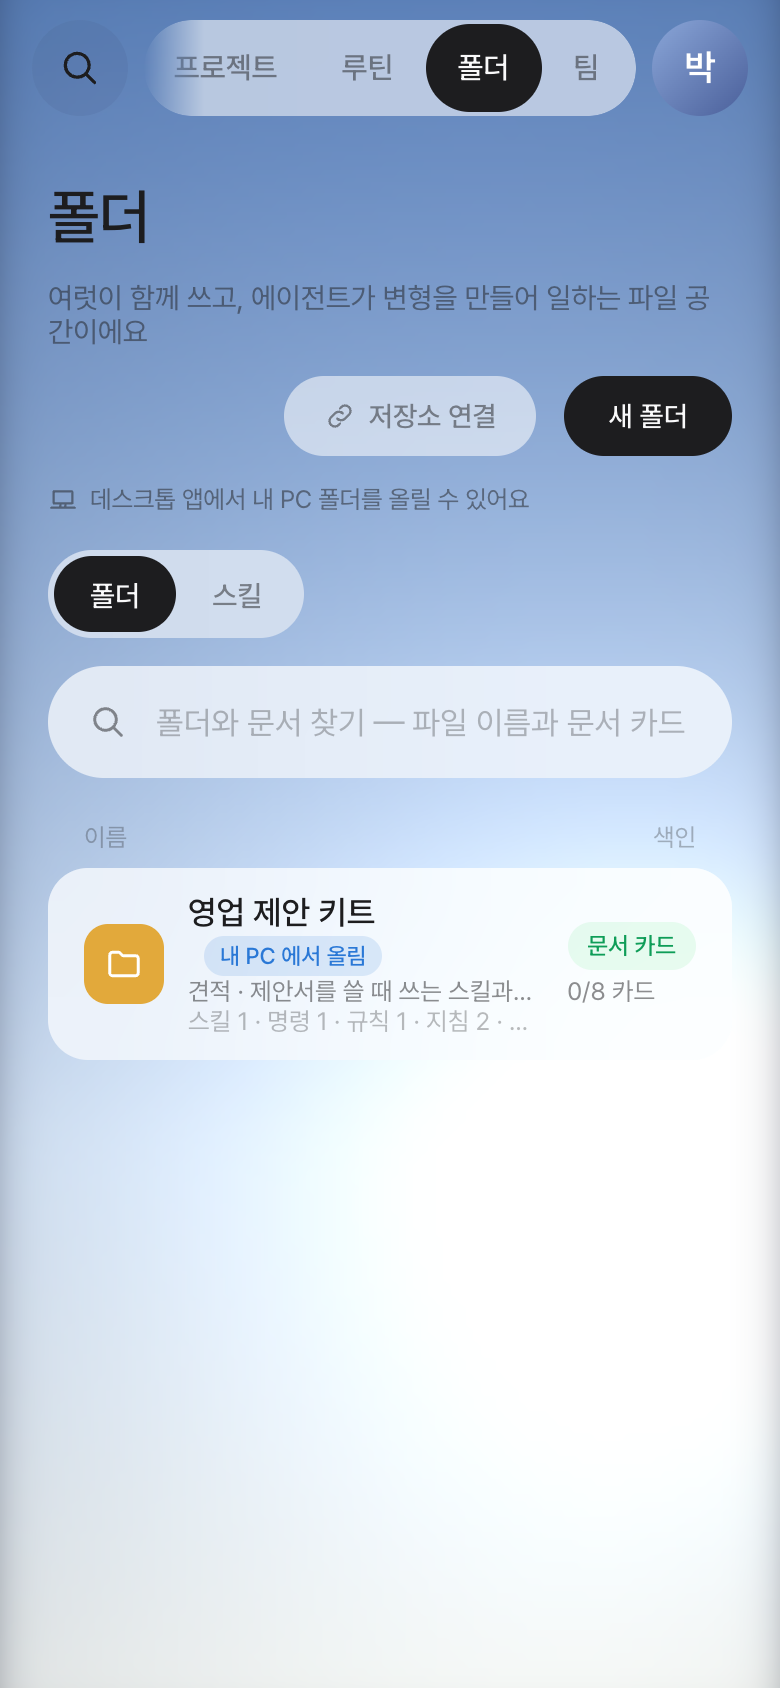 프로젝트 루틴 폴더 팀 박
폴더
여럿이 함께 쓰고, 에이전트가 변형을 만들어 일하는 파일 공
간이에요
저장소 연결 새 폴더
데스크톱 앱에서 내 PC 폴더를 올릴 수 있어요
폴더 스킬
폴더와 문서 찾기 — 파일 이름과 문서 카드
이름 색인
영업 제안 키트
내 PC 에서 올림
문서 카드
견적 · 제안서를 쓸 때 쓰는 스킬과...
0/8 카드
스킬 1 · 명령 1 · 규칙 1 · 지침 2 · ...